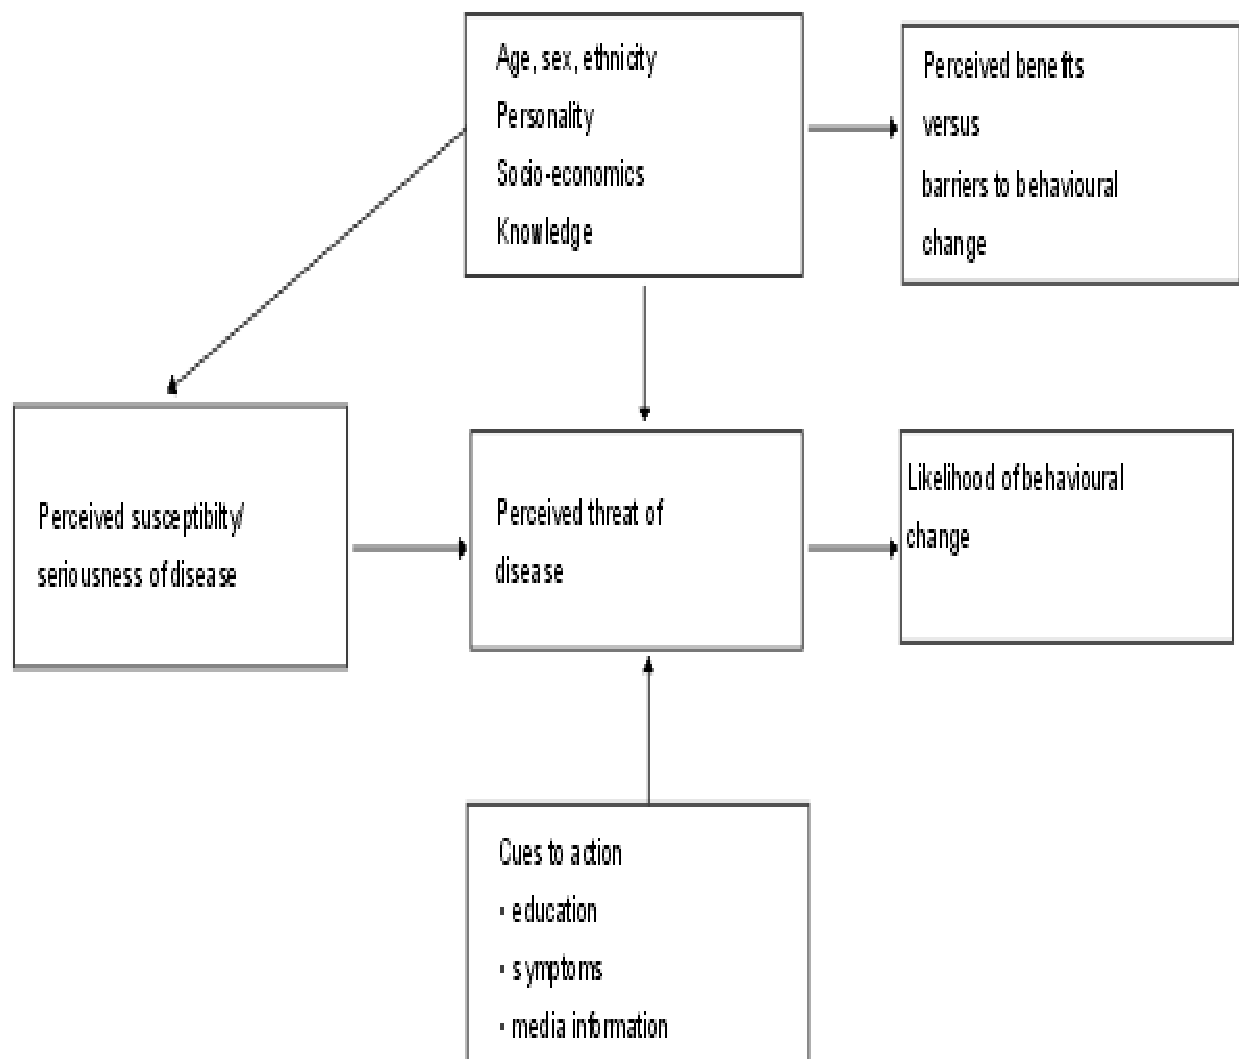 Age, sex, ethnicity
Personality
Socio-economics
Knowledge
Perceived benefits
versus
barriers to behavioural
change
Perceived susceptibilty/
seriousness of disease
Perceived threat of
disease
Likelihood of behavioural
change
Cues to action
- education
- symptoms
- media information